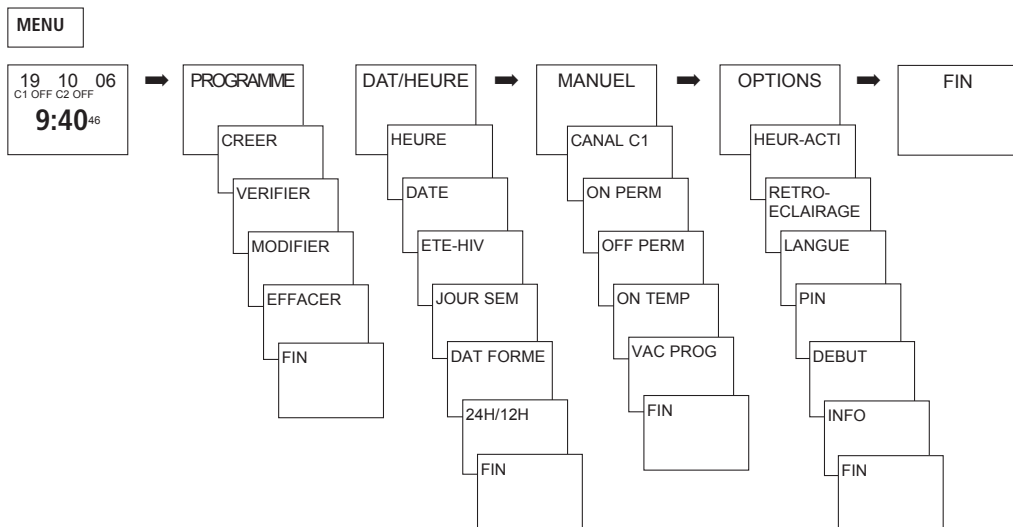 MENU
19 10 06
C1 OFF C2 OFF
9:40 46
PROGRAMME
CREER
VERIFIER
MODIFIER
EFFACER
FIN
DAT/HEURE
HEURE
DATE
ETE-HIV
JOUR SEM
DAT FORME
24H/12H
FIN
MANUEL
CANAL C1
ON PERM
OFF PERM
ON TEMP
VAC PROG
FIN
OPTIONS
HEUR-ACTI
RETRO-
ECLAIRAGE
LANGUE
PIN
DEBUT
INFO
FIN
FIN